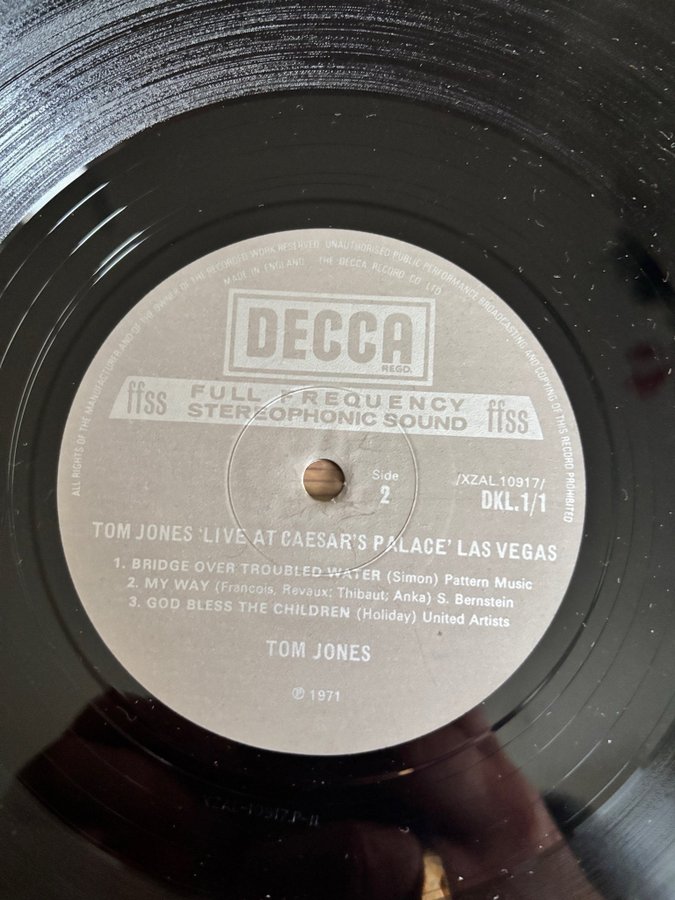 ALL RIGHTS OF THE MANUFACTURER AND OF THE OWNER OF THE RECORDED WORK RESERVED. UNAUTHORISED PUBLIC PERFORMANCE BROADCASTING AND COPYING OF THIS RECORD PROHIBITED
MADE IN ENGLAND THE DECCA RECORD CO LTD
DECCA
REGD.
ffss FULL FREQUENCY STEREOPHONIC SOUND ffss
Side
2
/XZAL.10917/
DKL.1/1
TOM JONES 'LIVE AT CAESAR'S PALACE' LAS VEGAS
1. BRIDGE OVER TROUBLED WATER (Simon) Pattern Music
2. MY WAY (Francois, Revaux; Thibaut; Anka) S. Bernstein
3. GOD BLESS THE CHILDREN (Holiday) United Artists
TOM JONES
℗ 1971